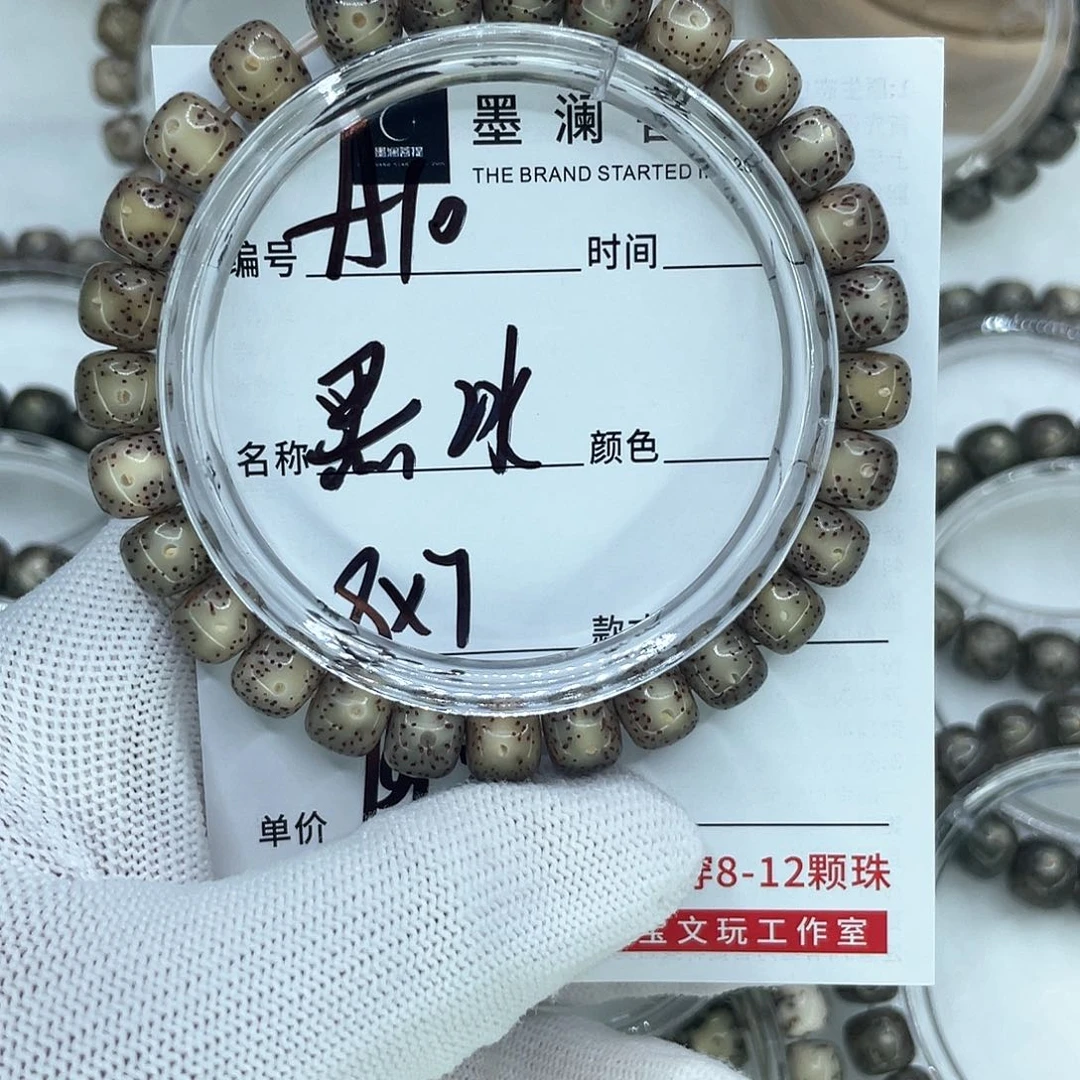 墨澜
THE BRAND STARTED
编号 A10 时间
名称 黑冰 颜色
8x7
单价
8-12颗珠
文玩工作室